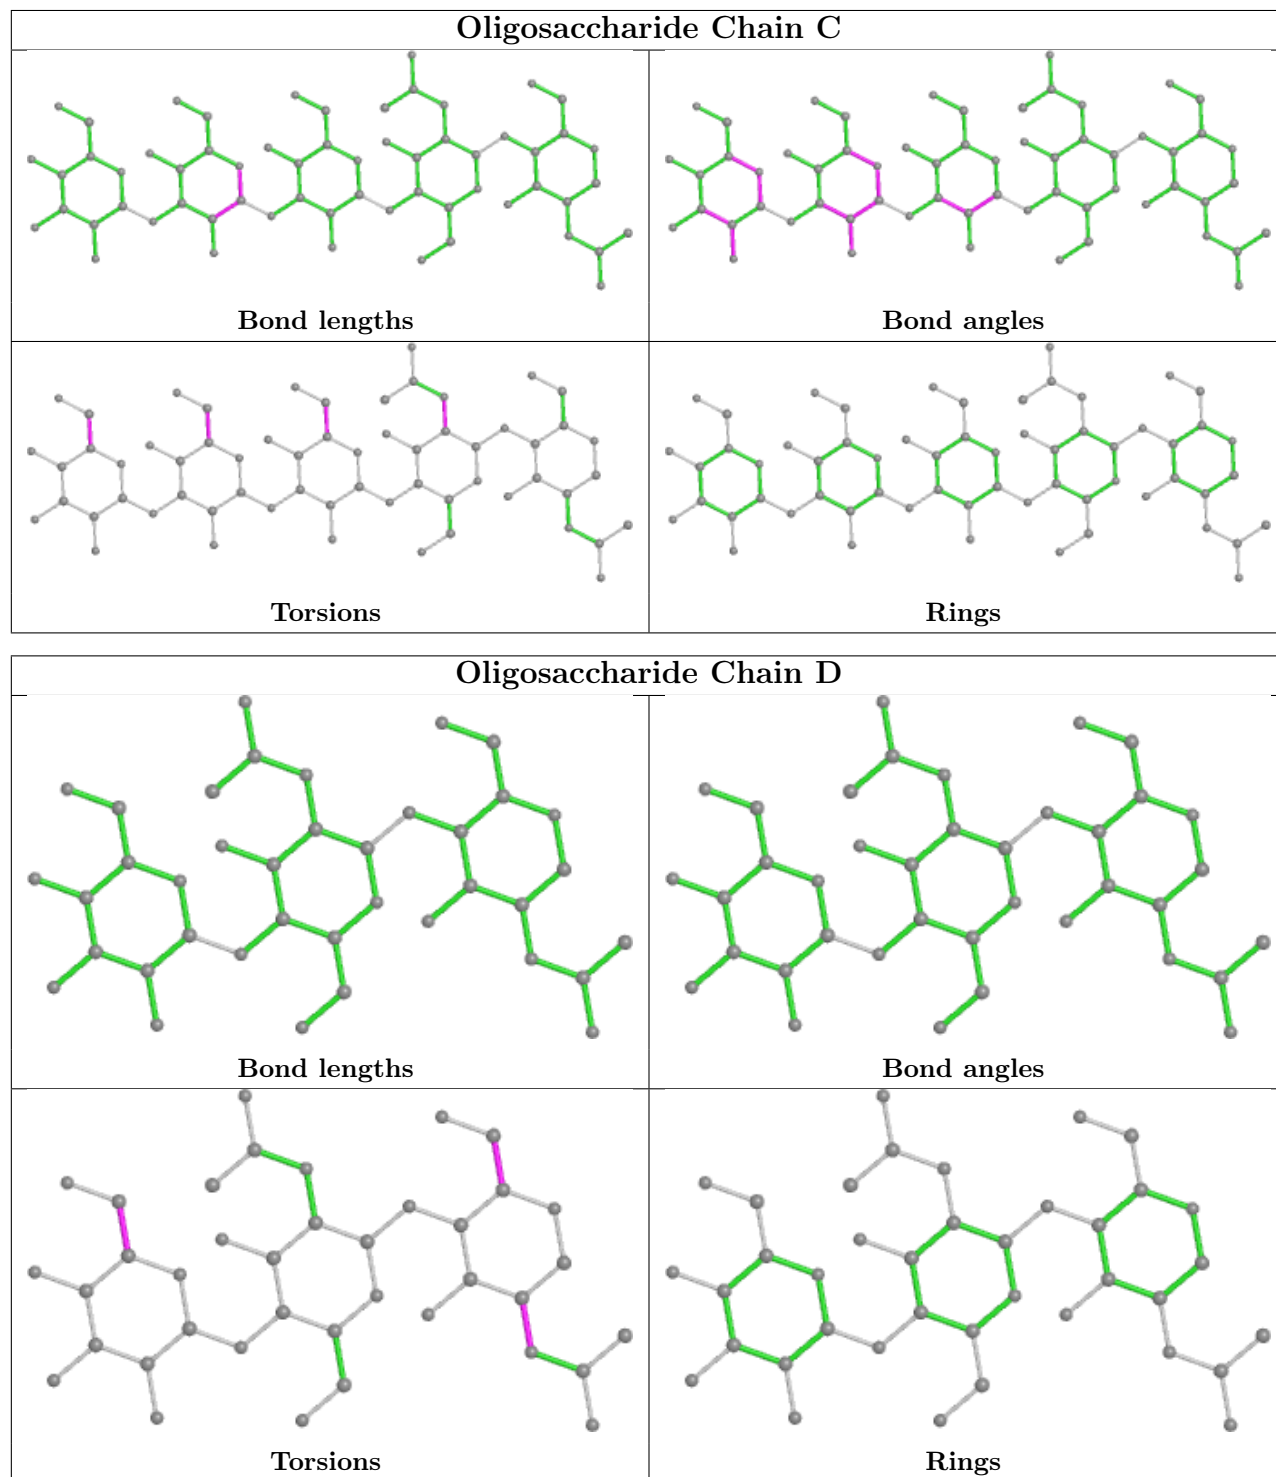 Oligosaccharide Chain C
Bond lengths
Bond angles
Torsions
Rings
Oligosaccharide Chain D
Bond lengths
Bond angles
Torsions
Rings